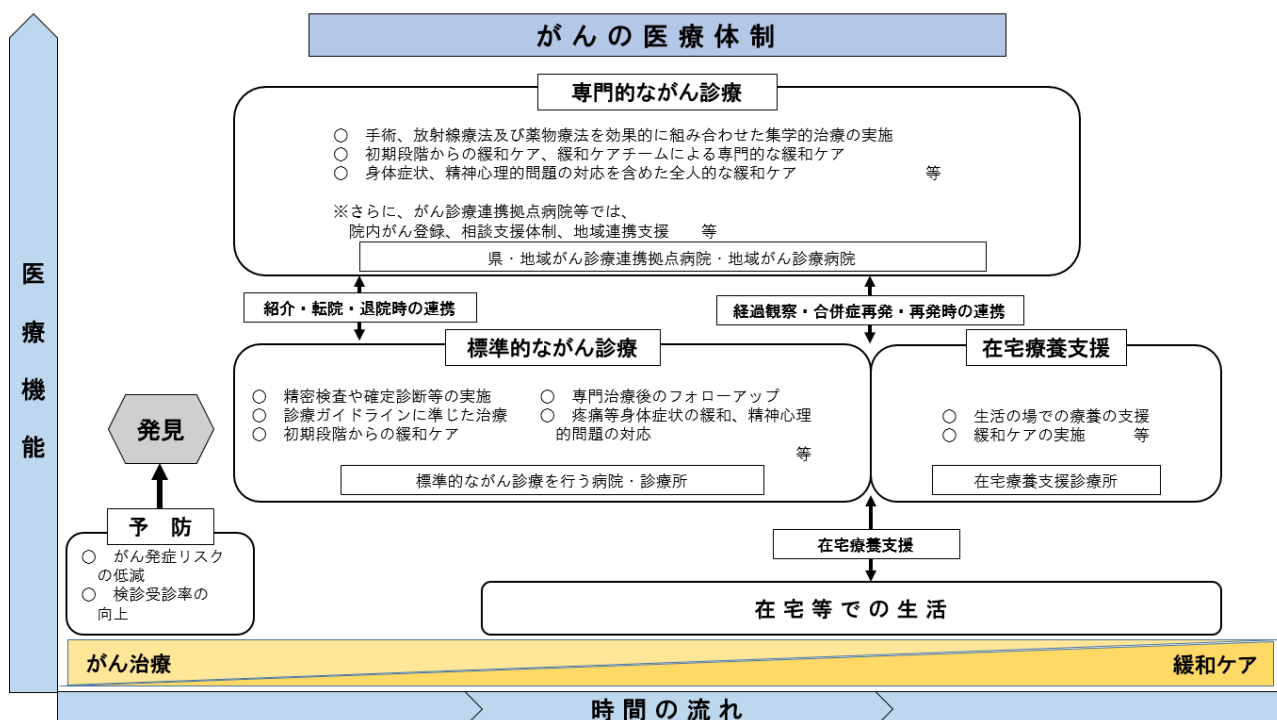 がんの医療体制
専門的ながん診療
○　手術、放射線療法及び薬物療法を効果的に組み合わせた集学的治療の実施
○　初期段階からの緩和ケア、緩和ケアチームによる専門的な緩和ケア
○　身体症状、精神心理的問題の対応を含めた全人的な緩和ケア　　　　　　　　等
※さらに、がん診療連携拠点病院等では、
院内がん登録、相談支援体制、地域連携支援　　等
県・地域がん診療連携拠点病院・地域がん診療病院
紹介・転院・退院時の連携
経過観察・合併症再発・再発時の連携
標準的ながん診療
○　精密検査や確定診断等の実施
○　診療ガイドラインに準じた治療
○　初期段階からの緩和ケア
○　専門治療後のフォローアップ
○　疼痛等身体症状の緩和、精神心理
的問題の対応
等
標準的ながん診療を行う病院・診療所
在宅療養支援
○　生活の場での療養の支援
○　緩和ケアの実施　　　等
在宅療養支援診療所
医療機能
発見
予　防
○　がん発症リスク
の低減
○　検診受診率の
向上
在宅療養支援
在宅等での生活
がん治療
緩和ケア
時間の流れ